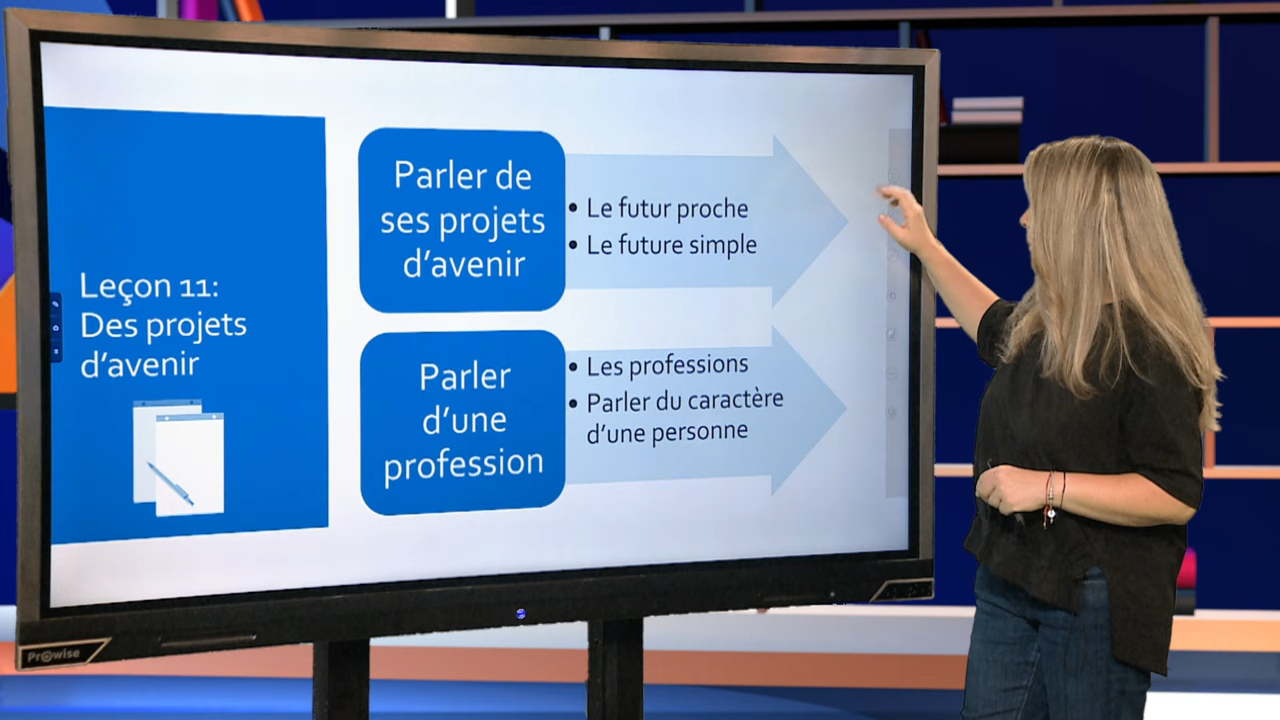 Leçon 11:
Des projets
d'avenir
Parler de
ses projets
d'avenir
• Le futur proche
• Le future simple
Parler
d'une
profession
• Les professions
• Parler du caractère
d'une personne
Prowise